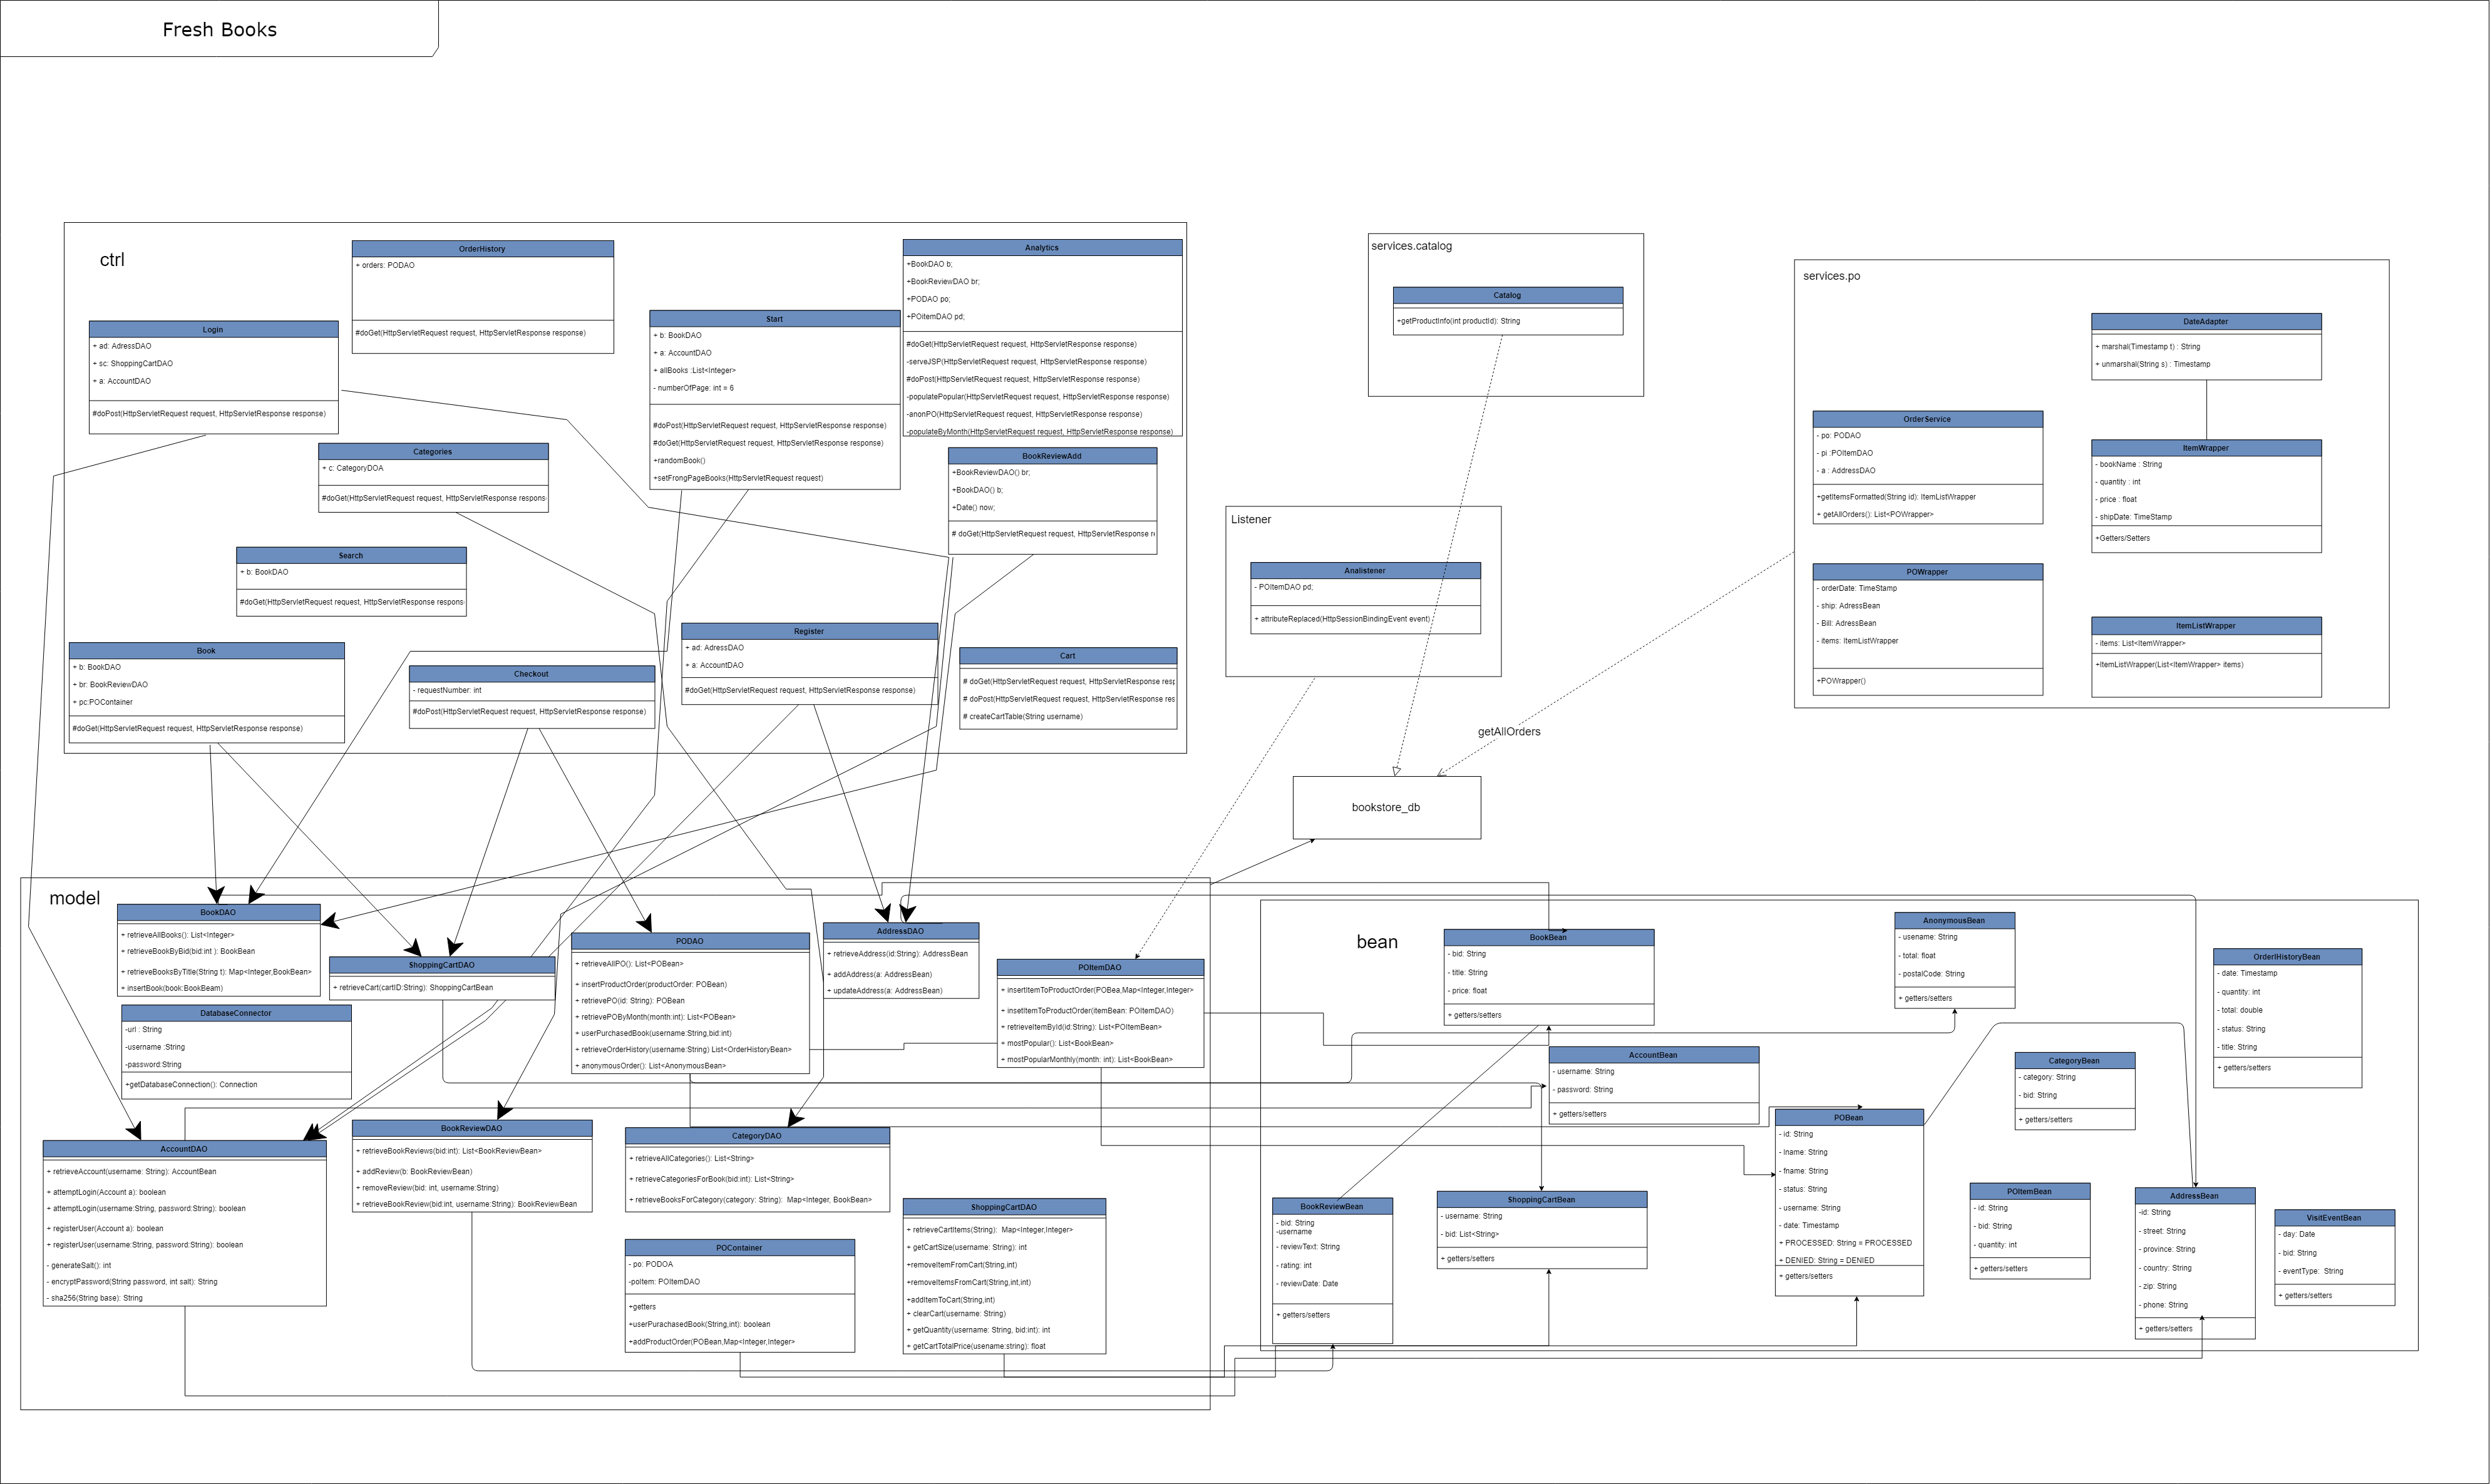 Fresh Books
ctrl
OrderHistory
+ orders: PODAO
#doGet(HttpServletRequest request, HttpServletResponse response)
Analytics
+BookDAO b;
+BookReviewDAO br;
+PODAO po;
+POitemDAO pd;
#doGet(HttpServletRequest request, HttpServletResponse response)
-serveJSP(HttpServletRequest request, HttpServletResponse response)
#doPost(HttpServletRequest request, HttpServletResponse response)
-populatePopular(HttpServletRequest request, HttpServletResponse response)
-anonPO(HttpServletRequest request, HttpServletResponse response)
-populateByMonth(HttpServletRequest request, HttpServletResponse response)
Login
+ ad: AdressDAO
+ sc: ShoppingCartDAO
+ a: AccountDAO
#doPost(HttpServletRequest request, HttpServletResponse response)
Start
+ b: BookDAO
+ a: AccountDAO
+ allBooks :List<Integer>
- numberOfPage: int = 6
#doPost(HttpServletRequest request, HttpServletResponse response)
#doGet(HttpServletRequest request, HttpServletResponse response)
+randomBook()
+setFrongPageBooks(HttpServletRequest request)
Categories
+ c: CategoryDOA
#doGet(HttpServletRequest request, HttpServletResponse respons
BookReviewAdd
+BookReviewDAO() br;
+BookDAO() b;
+Date() now;
# doGet(HttpServletRequest request, HttpServletResponse r
Search
+ b: BookDAO
#doGet(HttpServletRequest request, HttpServletResponse respons
Book
+ b: BookDAO
+ br: BookReviewDAO
+ pc:POContainer
#doGet(HttpServletRequest request, HttpServletResponse response)
Checkout
- requestNumber: int
#doPost(HttpServletRequest request, HttpServletResponse response)
Register
+ ad: AdressDAO
+ a: AccountDAO
#doGet(HttpServletRequest request, HttpServletResponse response)
Cart
# doGet(HttpServletRequest request, HttpServletResponse resp
# doPost(HttpServletRequest request, HttpServletResponse res
# createCartTable(String username)
services.catalog
Catalog
+getProductInfo(int productId): String
Listener
Analistener
- POItemDAO pd;
+ attributeReplaced(HttpSessionBindingEvent event)
services.po
DateAdapter
+ marshal(Timestamp t) : String
+ unmarshal(String s) : Timestamp
OrderService
- po: PODAO
- pi :POItemDAO
- a : AddressDAO
+getItemsFormatted(String id): ItemListWrapper
+ getAllOrders(): List<POWrapper>
ItemWrapper
- bookName : String
- quantity : int
- price : float
- shipDate: TimeStamp
+Getters/Setters
POWrapper
- orderDate: TimeStamp
- ship: AdressBean
- Bill: AdressBean
- items: ItemListWrapper
+POWrapper()
ItemListWrapper
- items: List<ItemWrapper>
+ItemListWrapper(List<ItemWrapper> items)
getAllOrders
bookstore_db
model
BookDAO
+ retrieveAllBooks(): List<Integer>
+ retrieveBookByBid(bid:int ): BookBean
+ retrieveBooksByTitle(String t): Map<Integer,BookBean>
+ insertBook(book:BookBeam)
ShoppingCartDAO
+ retrieveCart(cartID:String): ShoppingCartBean
PODAO
+ retrieveAllPO(): List<POBean>
+ insertProductOrder(productOrder: POBean)
+ retrievePO(id: String): POBean
+ retrievePOByMonth(month:int): List<POBean>
+ userPurchasedBook(username:String,bid:int)
+ retrieveOrderHistory(username:String) List<OrderHistoryBean>
+ anonymousOrder(): List<AnonymousBean>
AddressDAO
+ retrieveAddress(id:String): AddressBean
+ addAddress(a: AddressBean)
+ updateAddress(a: AddressBean)
POItemDAO
+ insertItemToProductOrder(POBea,Map<Integer,Integer>
+ insetItemToProductOrder(itemBean: POItemDAO)
+ retrieveItemById(id:String): List<POItemBean>
+ mostPopular(): List<BookBean>
+ mostPopularMonthly(month: int): List<BookBean>
DatabaseConnector
-url : String
-username :String
-password:String
+getDatabaseConnection(): Connection
AccountDAO
+ retrieveAccount(username: String): AccountBean
+ attemptLogin(Account a): boolean
+ attemptLogin(username:String, password:String): boolean
+ registerUser(Account a): boolean
+ registerUser(username:String, password:String): boolean
- generateSalt(): int
- encryptPassword(String password, int salt): String
- sha256(String base): String
BookReviewDAO
+ retrieveBookReviews(bid:int): List<BookReviewBean>
+ addReview(b: BookReviewBean)
+ removeReview(bid: int, username:String)
+ retrieveBookReview(bid:int, username:String): BookReviewBean
CategoryDAO
+ retrieveAllCategories(): List<String>
+ retrieveCategoriesForBook(bid:int): List<String>
+ retrieveBooksForCategory(category: String): Map<Integer, BookBean>
POContainer
- po: PODOA
-poItem: POItemDAO
+getters
+userPurachasedBook(String,int): boolean
+addProductOrder(POBean,Map<Integer,Integer>
ShoppingCartDAO
+ retrieveCartItems(String): Map<Integer,Integer>
+ getCartSize(username: String): int
+removeItemFromCart(String,int)
+removeItemsFromCart(String,int,int)
+addItemToCart(String,int)
+ clearCart(username: String)
+ getQuantity(username: String, bid:int): int
+ getCartTotalPrice(usename:string): float
bean
BookBean
- bid: String
- title: String
- price: float
+ getters/setters
AnonymousBean
- usename: String
- total: float
- postalCode: String
+ getters/setters
OrderHistoryBean
- date: Timestamp
- quantity: int
- total: double
- status: String
- title: String
+ getters/setters
AccountBean
- username: String
- password: String
+ getters/setters
CategoryBean
- category: String
- bid: String
+ getters/setters
POBean
- id: String
- lname: String
- fname: String
- status: String
- username: String
- date: Timestamp
+ PROCESSED: String = PROCESSED
+ DENIED: String = DENIED
+ getters/setters
BookReviewBean
- bid: String
-username
- reviewText: String
- rating: int
- reviewDate: Date
+ getters/setters
ShoppingCartBean
- username: String
- bid: List<String>
+ getters/setters
POItemBean
- id: String
- bid: String
- quantity: int
+ getters/setters
AddressBean
-id: String
- street: String
- province: String
- country: String
- zip: String
- phone: String
+ getters/setters
VisitEventBean
- day: Date
- bid: String
- eventType: String
+ getters/setters